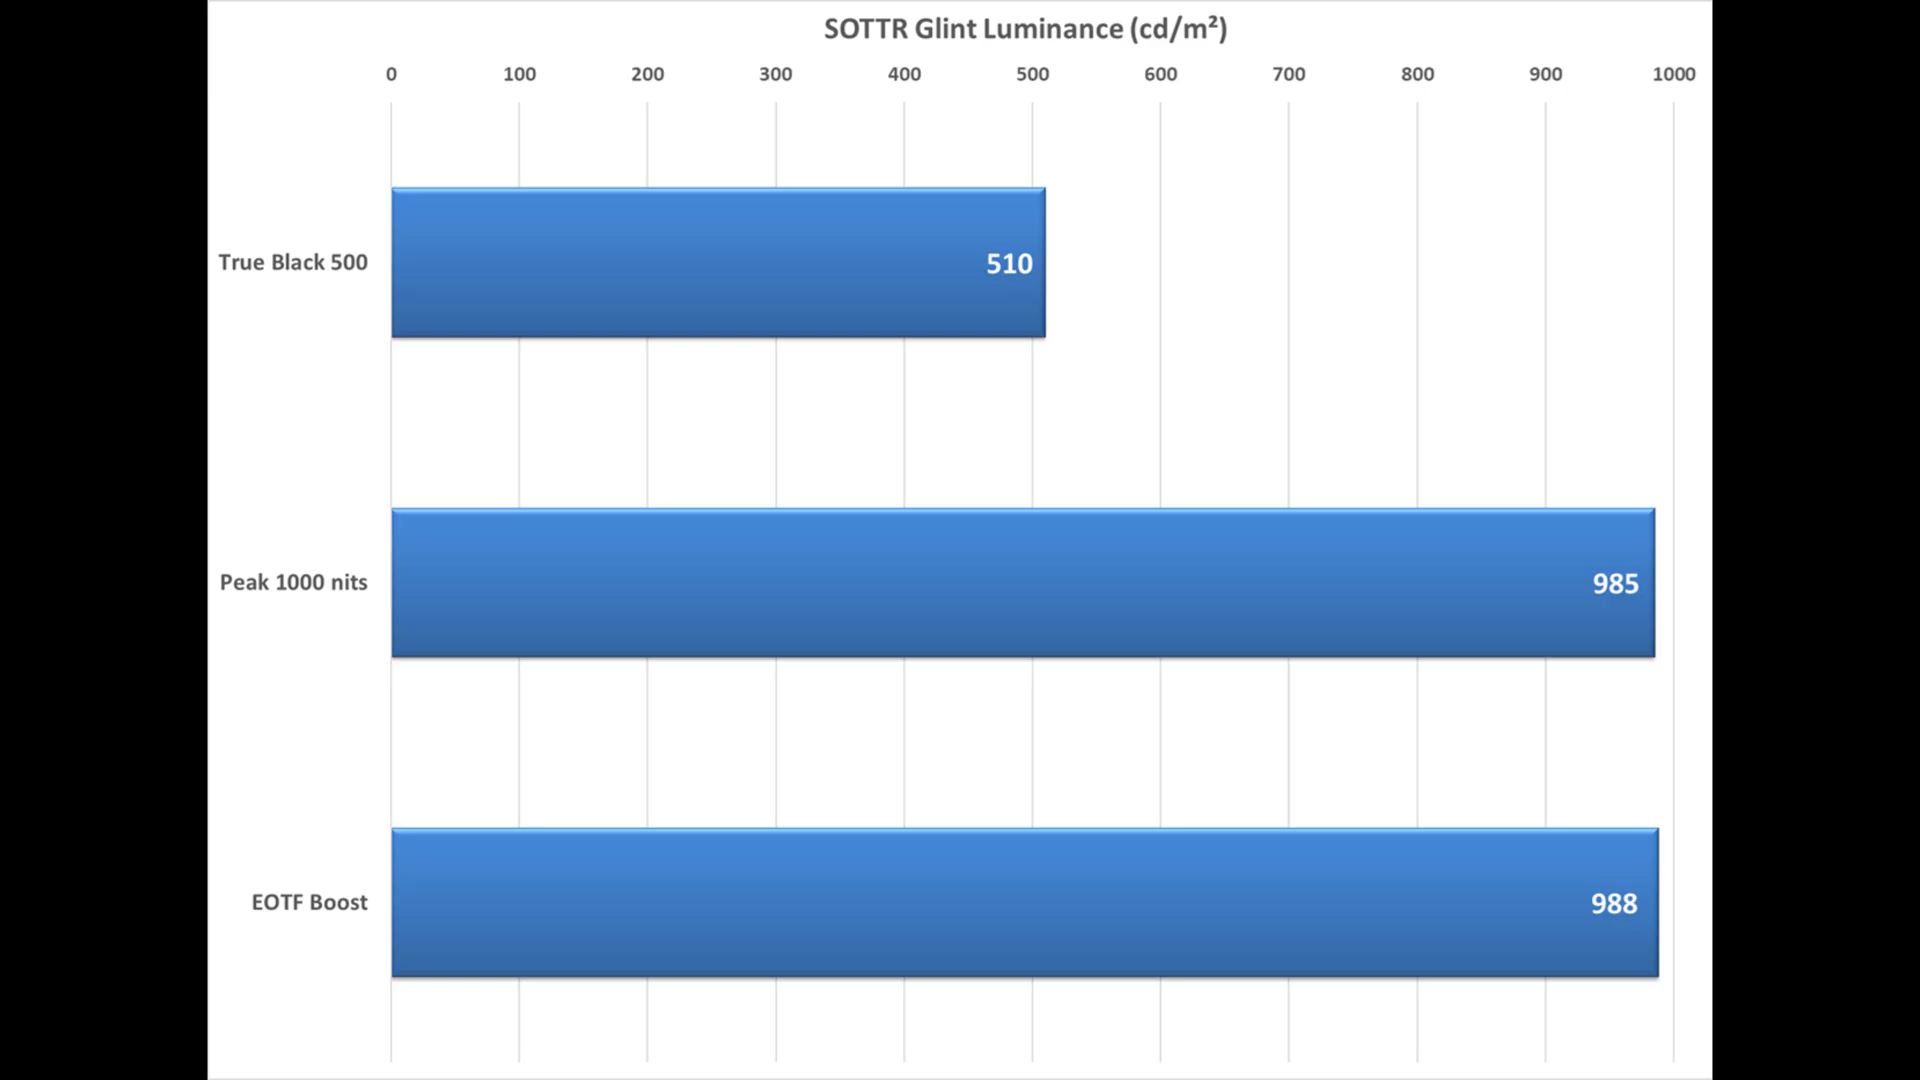 SOTTR Glint Luminance (cd/m²)
0 100 200 300 400 500 600 700 800 900 1000
True Black 500 510
Peak 1000 nits 985
EOTF Boost 988